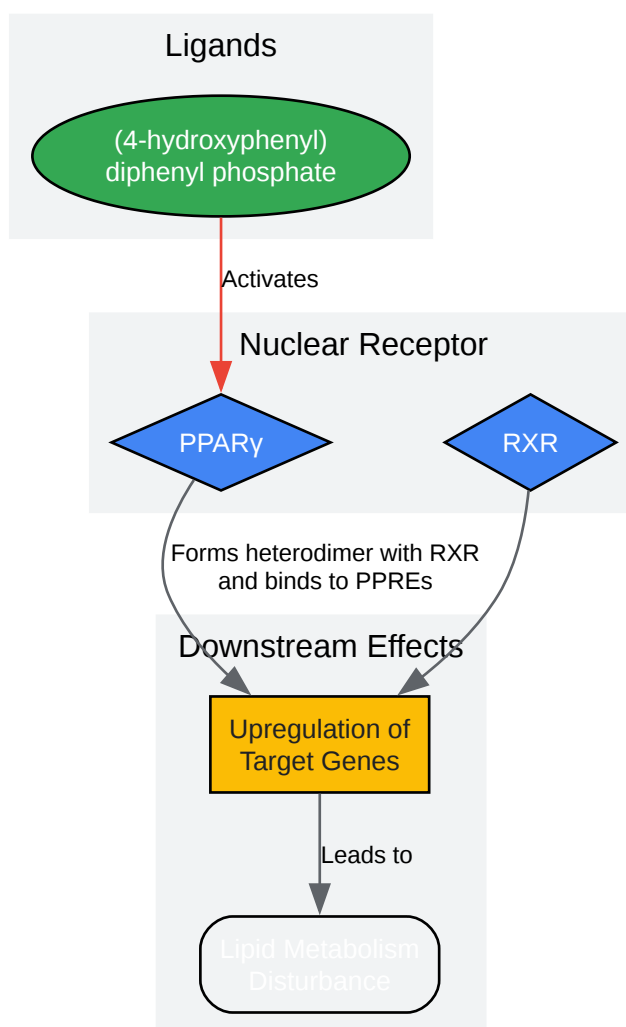 Ligands
(4-hydroxyphenyl)
diphenyl phosphate
Activates
Nuclear Receptor
PPARγ
RXR
Forms heterodimer with RXR
and binds to PPREs
Downstream Effects
Upregulation of
Target Genes
Leads to
Lipid Metabolism
Disturbance